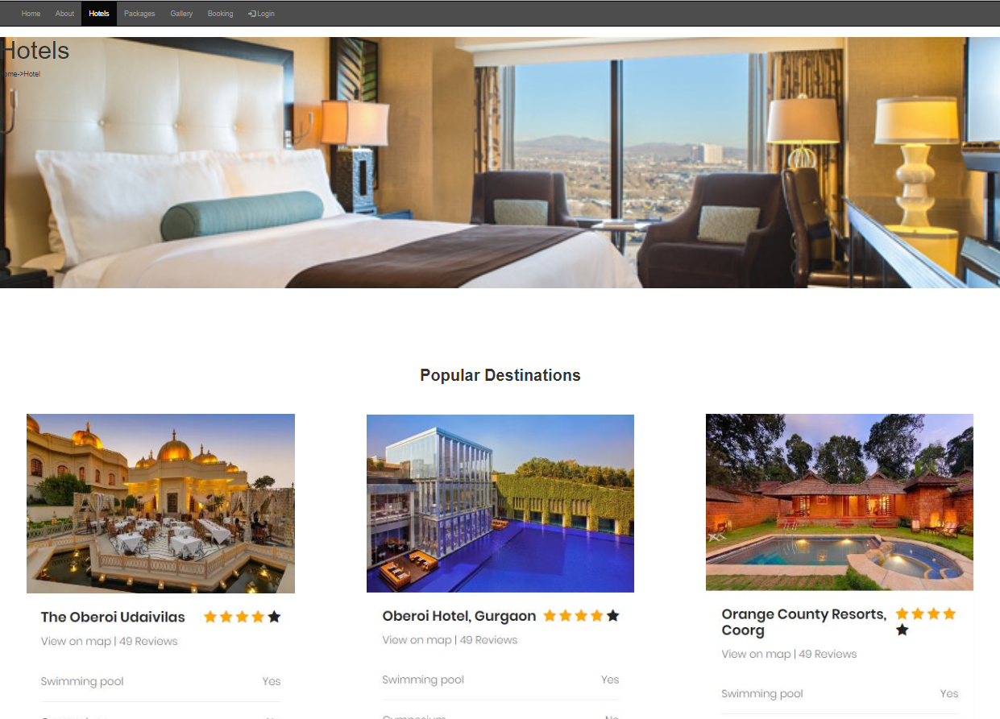 Home About Hotels Packages Gallery Booking Login
Hotels
ome->Hotel
Popular Destinations
The Oberoi Udaivilas
View on map | 49 Reviews
Swimming pool Yes
Oberoi Hotel, Gurgaon
View on map | 49 Reviews
Swimming pool Yes
Gymnasium No
Orange County Resorts,
Coorg
View on map | 49 Reviews
Swimming pool Yes